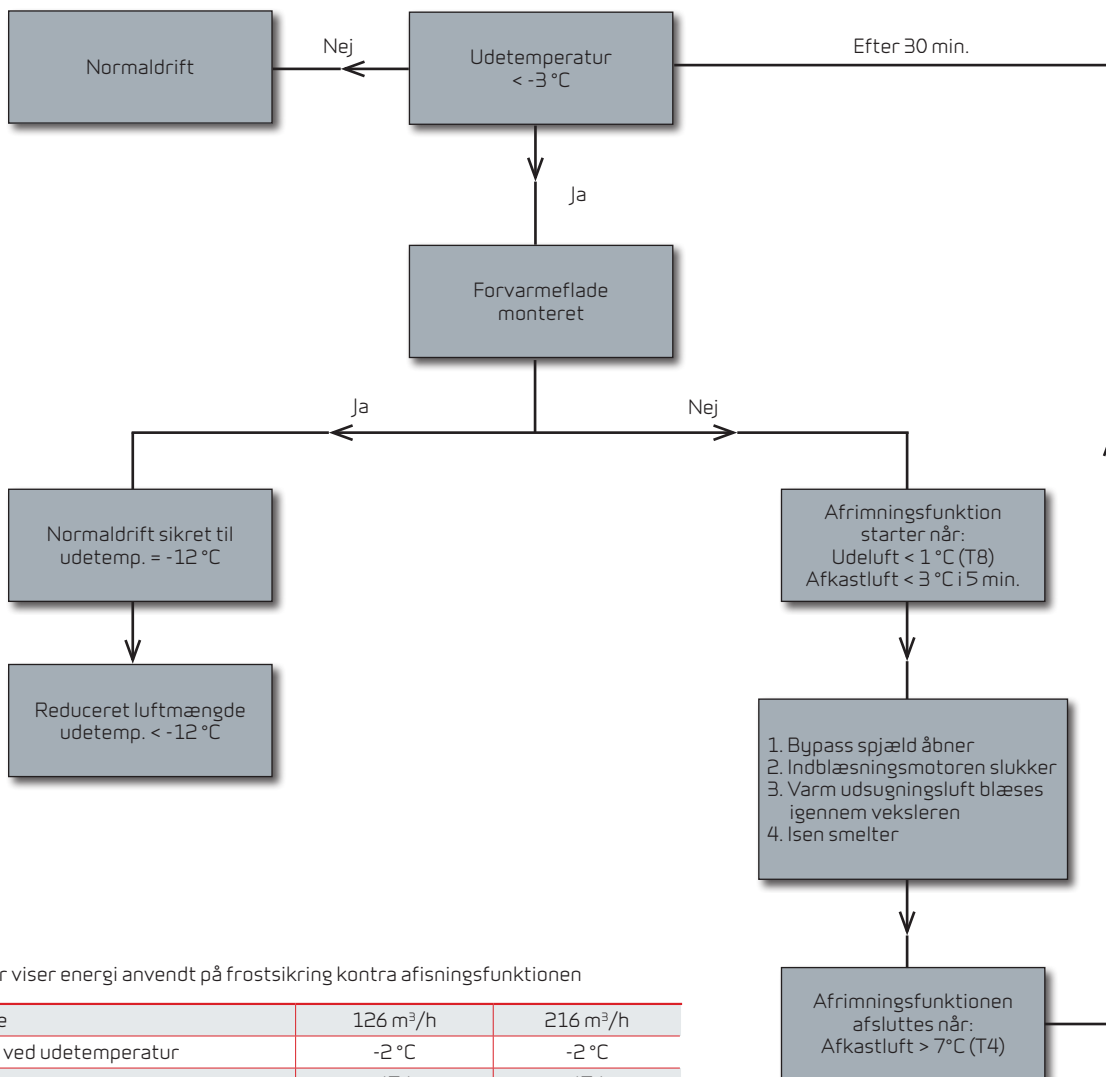 Normaldrift
Nej
Udetemperatur
< -3 °C
Efter 30 min.
Ja
Forvarmeflade
monteret
Ja
Nej
Normaldrift sikret til
udetemp. = -12 °C
Afrimningsfunktion
starter når:
Udeluft < 1 °C (T8)
Afkastluft < 3 °C i 5 min.
Reduceret luftmængde
udetemp. < -12 °C
1. Bypass spjæld åbner
2. Indblæsningsmotoren slukker
3. Varm udsugningsluft blæses
igennem veksleren
4. Isen smelter
Afrimningsfunktionen
afsluttes når:
Afkastluft > 7°C (T4)
viser energi anvendt på frostsikring kontra afisningsfunktionen
126 m³/h 216 m³/h
ved udetemperatur -2 °C -2 °C